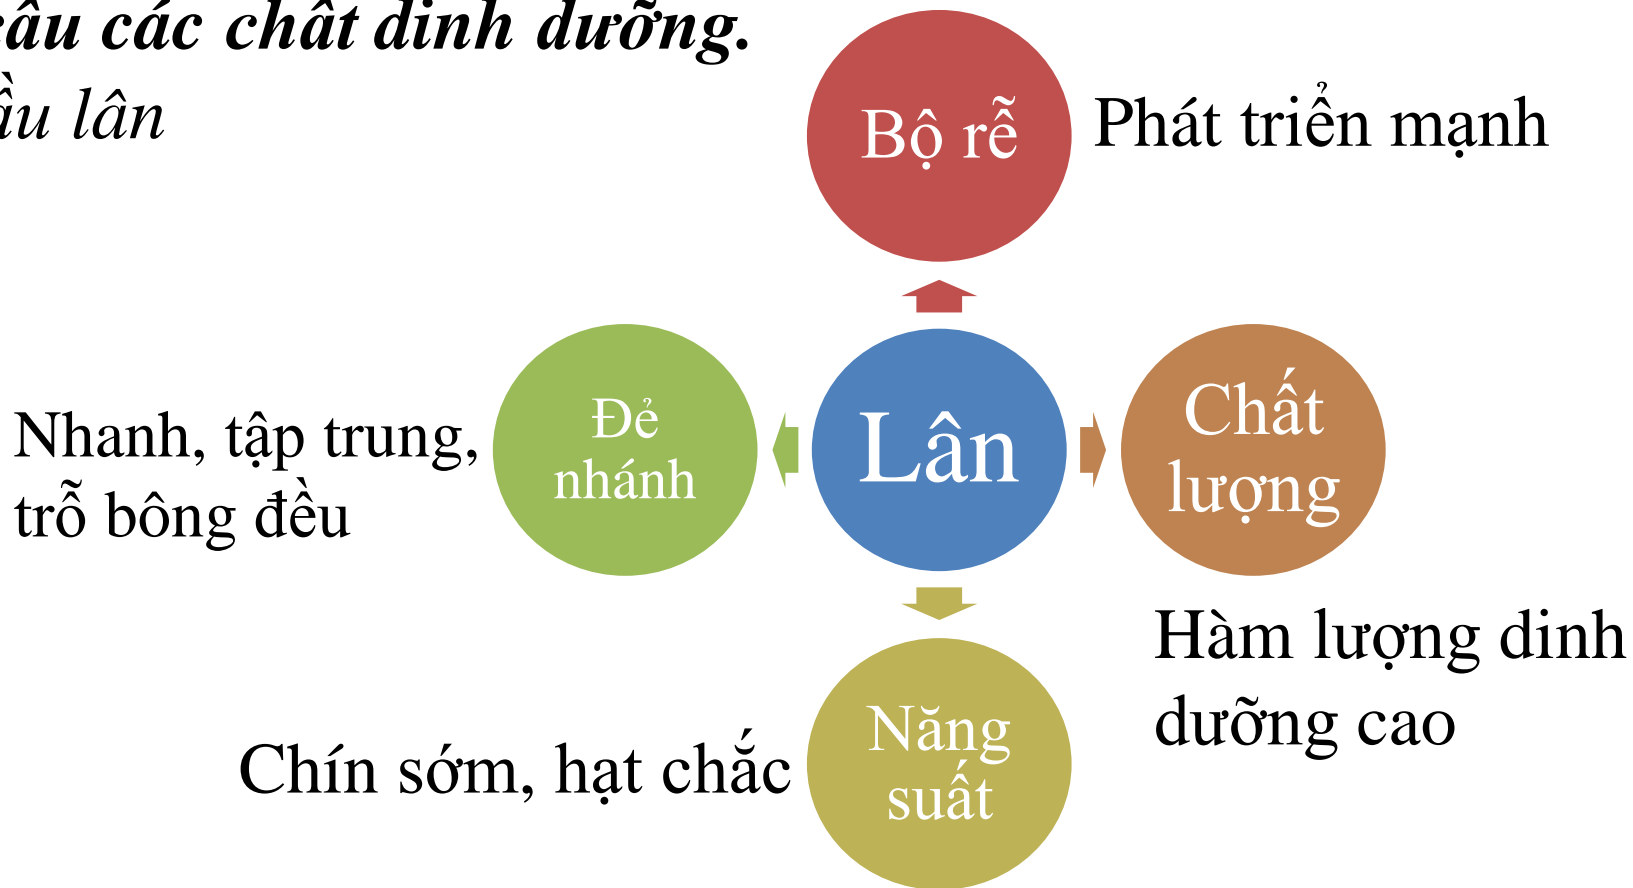 cầu các chất dinh dưỡng.
ầu lân
Bộ rễ
Phát triển mạnh
Nhanh, tập trung,
trỗ bông đều
Đẻ
nhánh
Lân
Chất
lượng
Hàm lượng dinh
dưỡng cao
Chín sớm, hạt chắc
Năng
suất